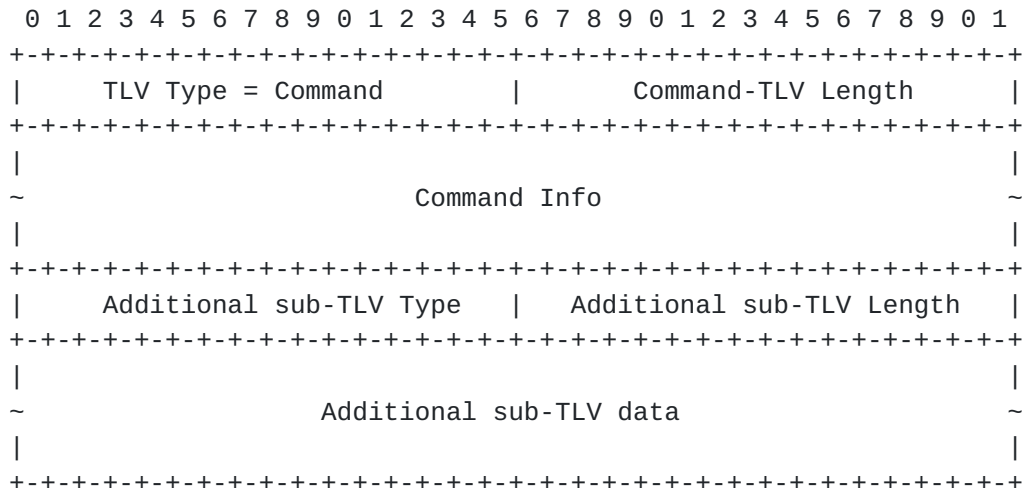 0 1 2 3 4 5 6 7 8 9 0 1 2 3 4 5 6 7 8 9 0 1 2 3 4 5 6 7 8 9 0 1
+-+-+-+-+-+-+-+-+-+-+-+-+-+-+-+-+-+-+-+-+-+-+-+-+-+-+-+-+-+-+-+-+
|     TLV Type = Command        |       Command-TLV Length      |
+-+-+-+-+-+-+-+-+-+-+-+-+-+-+-+-+-+-+-+-+-+-+-+-+-+-+-+-+-+-+-+-+
|                                                               |
~                         Command Info                          ~
|                                                               |
+-+-+-+-+-+-+-+-+-+-+-+-+-+-+-+-+-+-+-+-+-+-+-+-+-+-+-+-+-+-+-+-+
|     Additional sub-TLV Type   |   Additional sub-TLV Length   |
+-+-+-+-+-+-+-+-+-+-+-+-+-+-+-+-+-+-+-+-+-+-+-+-+-+-+-+-+-+-+-+-+
|                                                               |
~                   Additional sub-TLV data                     ~
|                                                               |
+-+-+-+-+-+-+-+-+-+-+-+-+-+-+-+-+-+-+-+-+-+-+-+-+-+-+-+-+-+-+-+-+